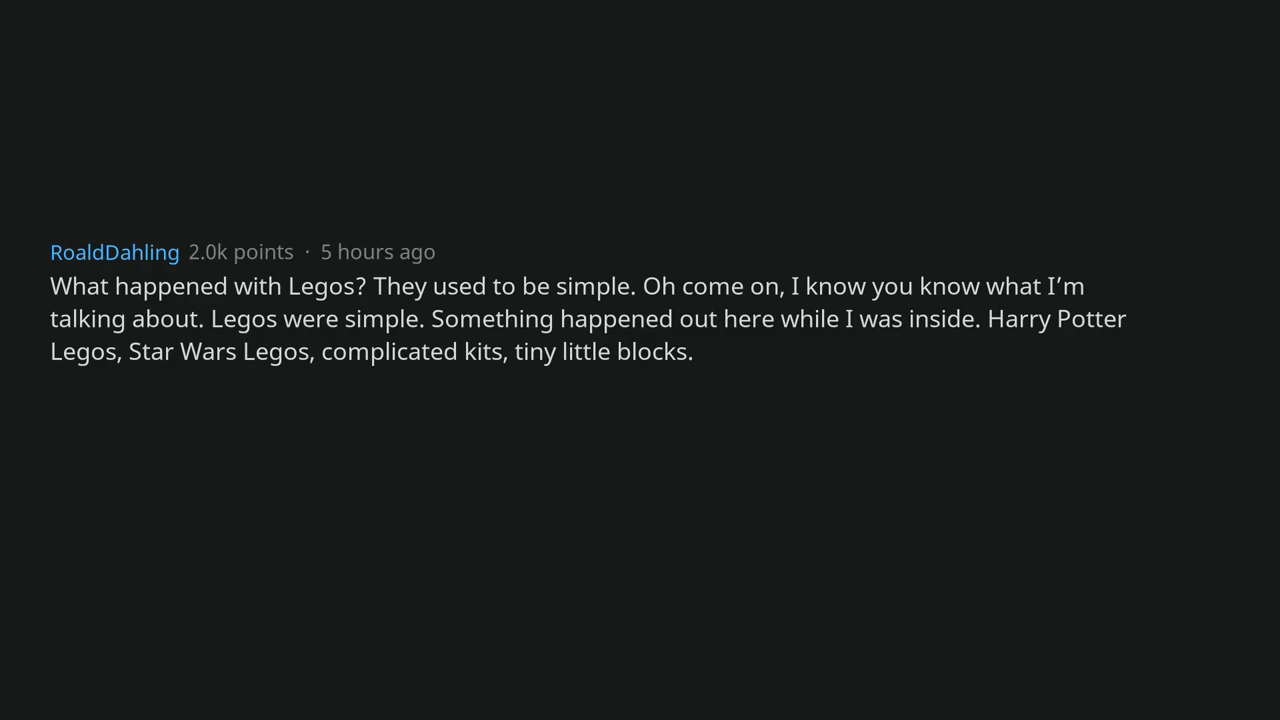 RoaldDahling 2.0k points · 5 hours ago
What happened with Legos? They used to be simple. Oh come on, I know you know what I’m
talking about. Legos were simple. Something happened out here while I was inside. Harry Potter
Legos, Star Wars Legos, complicated kits, tiny little blocks.